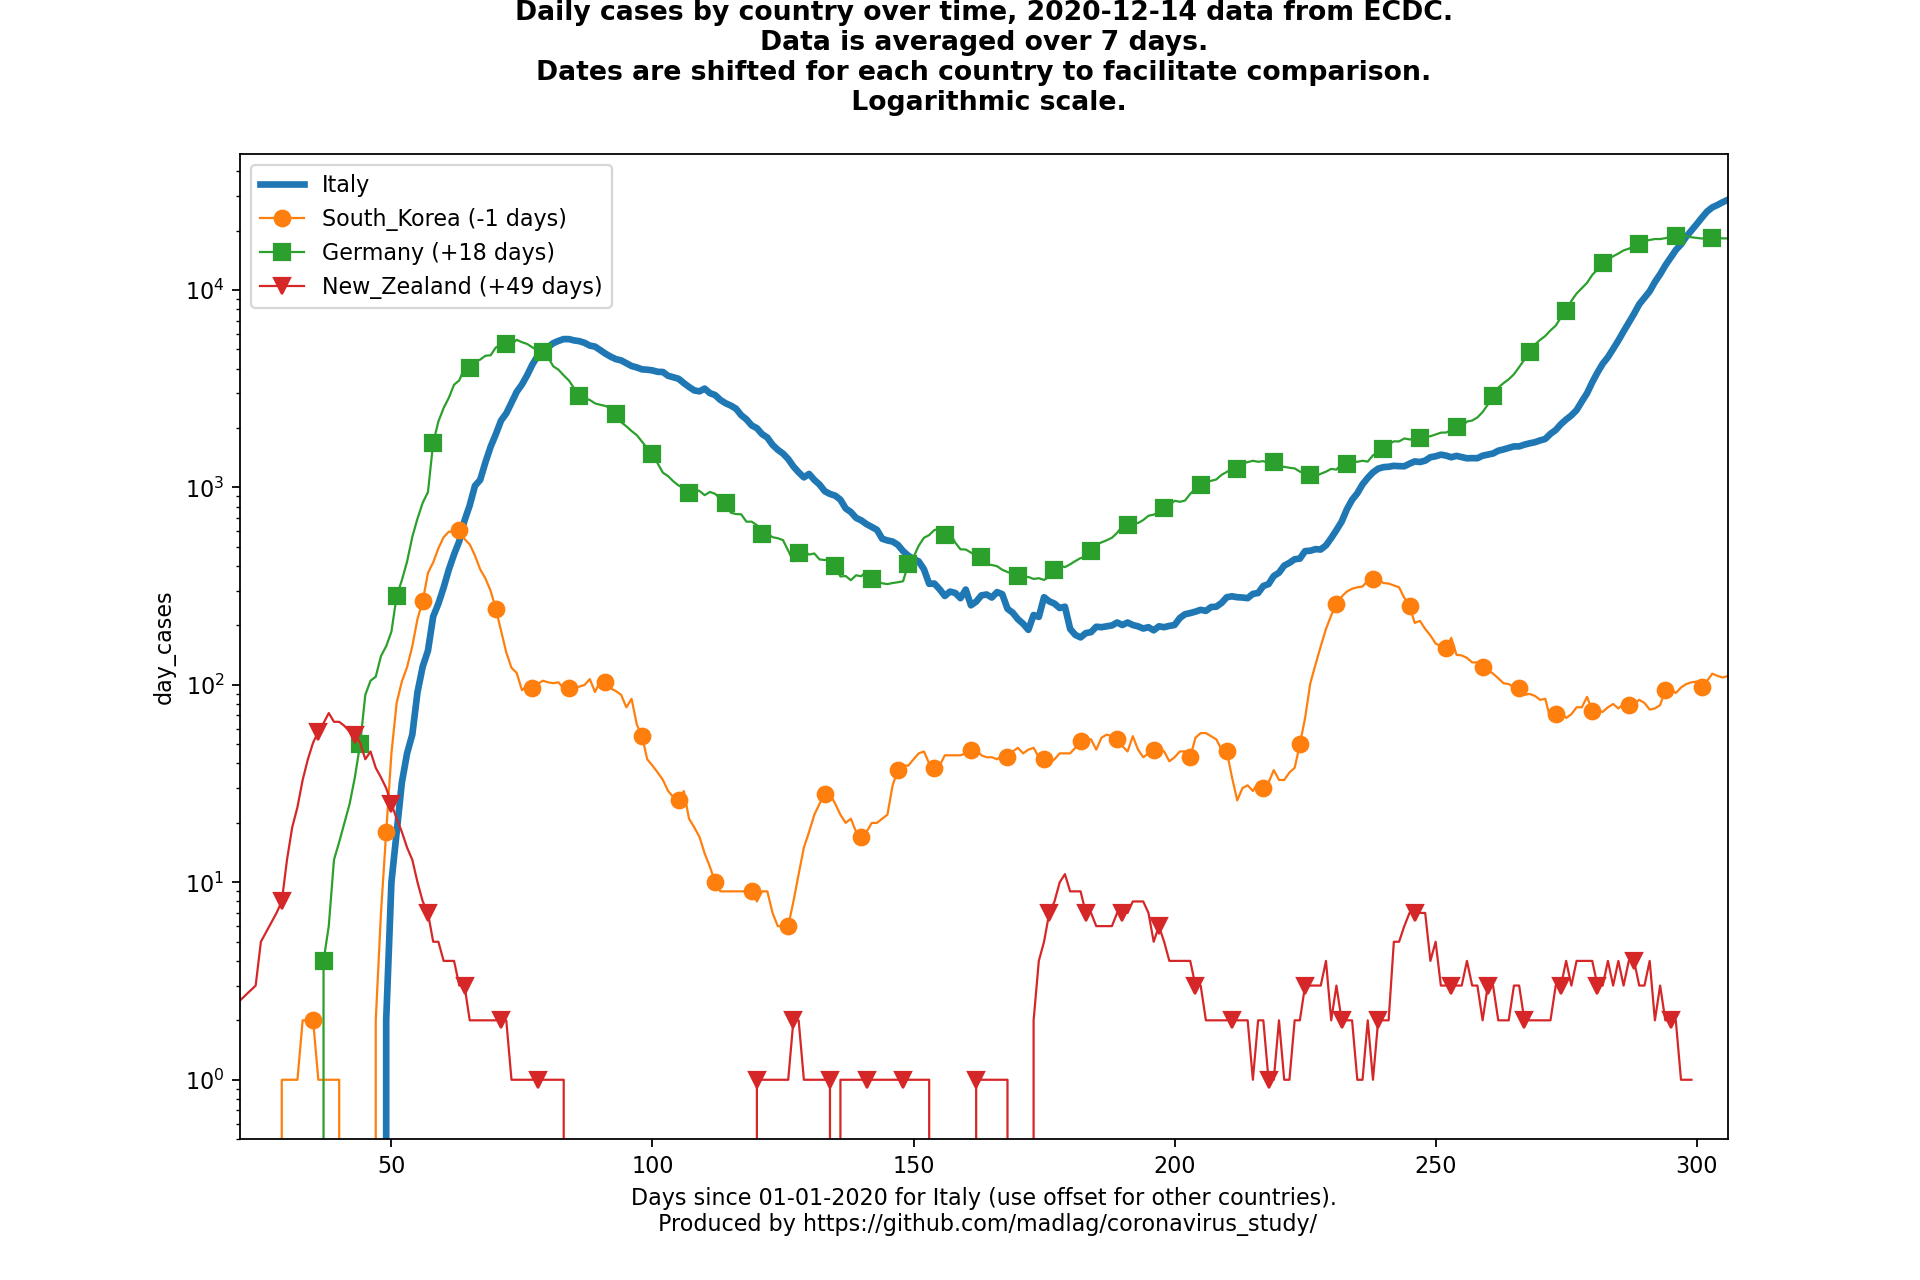 Daily cases by country over time, 2020-12-14 data from ECDC.
Data is averaged over 7 days.
Dates are shifted for each country to facilitate comparison.
Logarithmic scale.
Italy
South_Korea (-1 days)
Germany (+18 days)
New_Zealand (+49 days)
day_cases
10⁴
10³
10²
10¹
10⁰
50 100 150 200 250 300
Days since 01-01-2020 for Italy (use offset for other countries).
Produced by https://github.com/madlag/coronavirus_study/